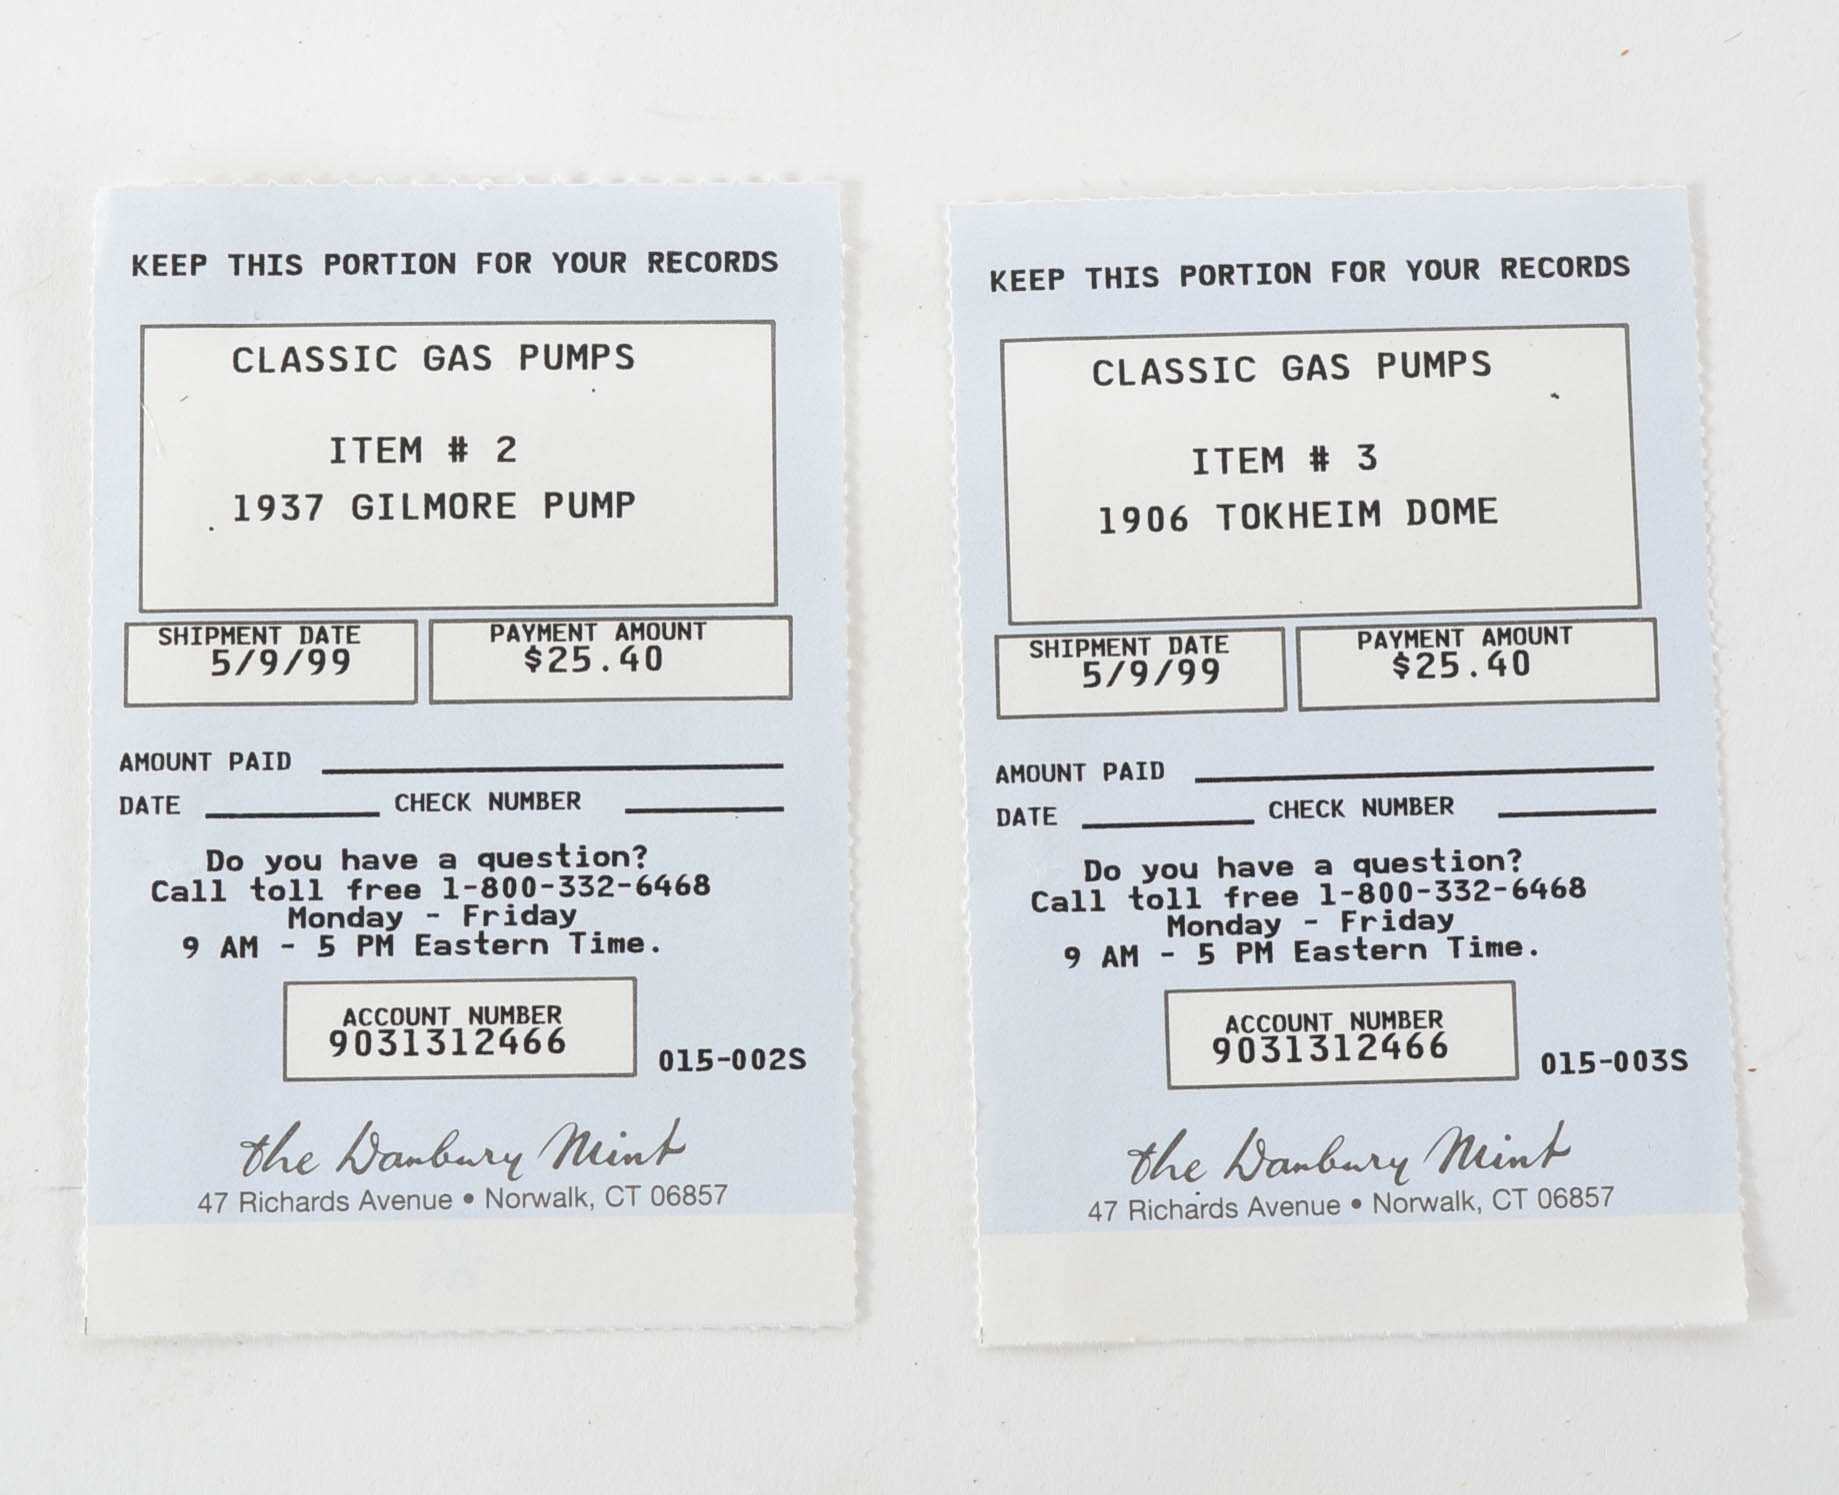 KEEP THIS PORTION FOR YOUR RECORDS
CLASSIC GAS PUMPS
ITEM # 2
1937 GILMORE PUMP
SHIPMENT DATE
5/9/99
PAYMENT AMOUNT
$25.40
AMOUNT PAID
DATE CHECK NUMBER
Do you have a question?
Call toll free 1-800-332-6468
Monday - Friday
9 AM - 5 PM Eastern Time.
ACCOUNT NUMBER
9031312466
015-002S
the Danbury Mint
47 Richards Avenue • Norwalk, CT 06857
KEEP THIS PORTION FOR YOUR RECORDS
CLASSIC GAS PUMPS
ITEM # 3
1906 TOKHEIM DOME
SHIPMENT DATE
5/9/99
PAYMENT AMOUNT
$25.40
AMOUNT PAID
DATE CHECK NUMBER
Do you have a question?
Call toll free 1-800-332-6468
Monday - Friday
9 AM - 5 PM Eastern Time.
ACCOUNT NUMBER
9031312466
015-003S
the Danbury Mint
47 Richards Avenue • Norwalk, CT 06857